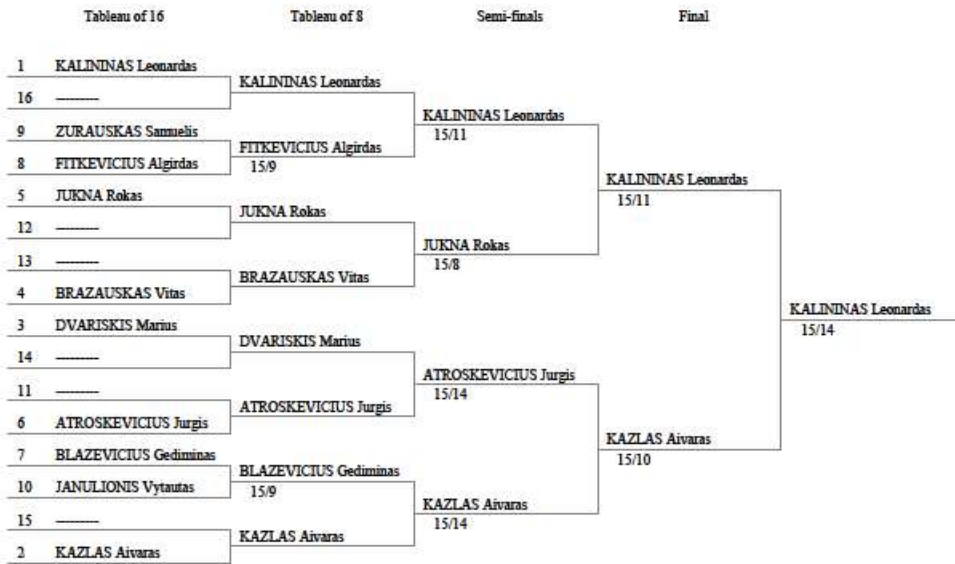 Tableau of 16 Tableau of 8 Semi-finals Final
1 KALININAS Leonardas
KALININAS Leonardas
16 ----------
KALININAS Leonardas
15/11
9 ZURAUSKAS Samuelis
FITKEVICIUS Algirdas
15/9
8 FITKEVICIUS Algirdas
KALININAS Leonardas
15/11
5 JUKNA Rokas
JUKNA Rokas
12 ----------
JUKNA Rokas
15/8
13 ----------
BRAZAUSKAS Vitas
4 BRAZAUSKAS Vitas
KALININAS Leonardas
15/14
3 DVARISKIS Marius
DVARISKIS Marius
14 ----------
ATROSKEVICIUS Jurgis
15/14
11 ----------
ATROSKEVICIUS Jurgis
6 ATROSKEVICIUS Jurgis
KAZLAS Aivaras
15/10
7 BLAZEVICIUS Gediminas
BLAZEVICIUS Gediminas
15/9
10 JANULIONIS Vytautas
KAZLAS Aivaras
15/14
15 ----------
KAZLAS Aivaras
2 KAZLAS Aivaras